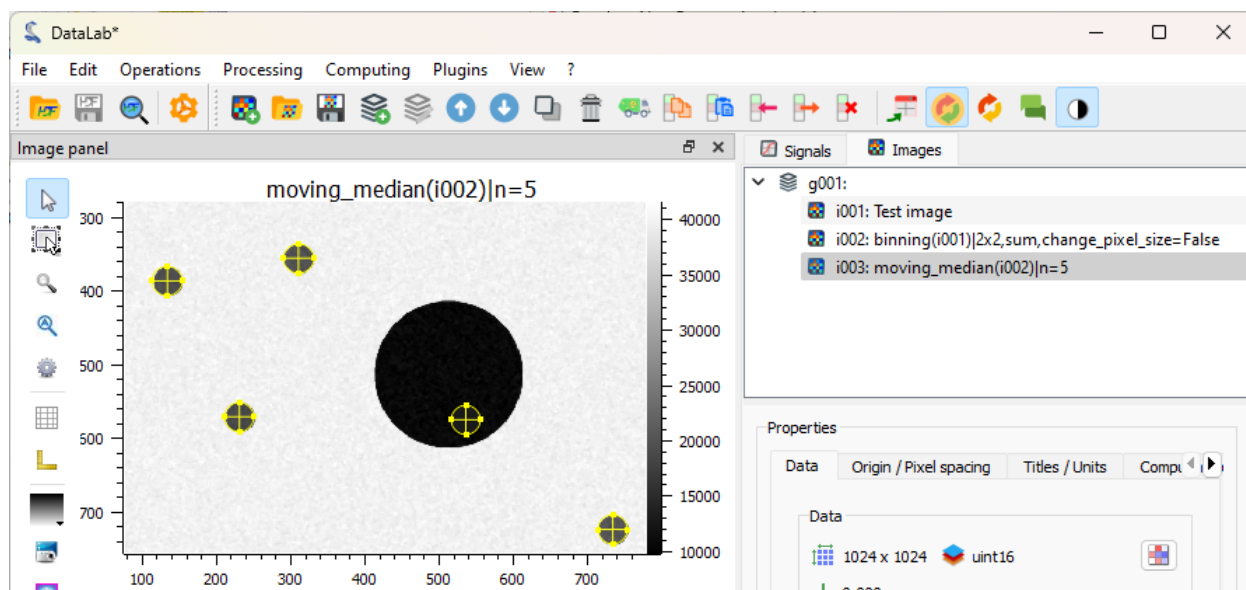 DataLab*
File Edit Operations Processing Computing Plugins View ?
Image panel
Signals Images
moving_median(i002)|n=5
g001:
i001: Test image
i002: binning(i001)|2x2,sum,change_pixel_size=False
i003: moving_median(i002)|n=5
300
400
500
600
700
100 200 300 400 500 600 700
40000
35000
30000
25000
20000
15000
10000
Properties
Data Origin / Pixel spacing Titles / Units
Data
1024 x 1024 uint16